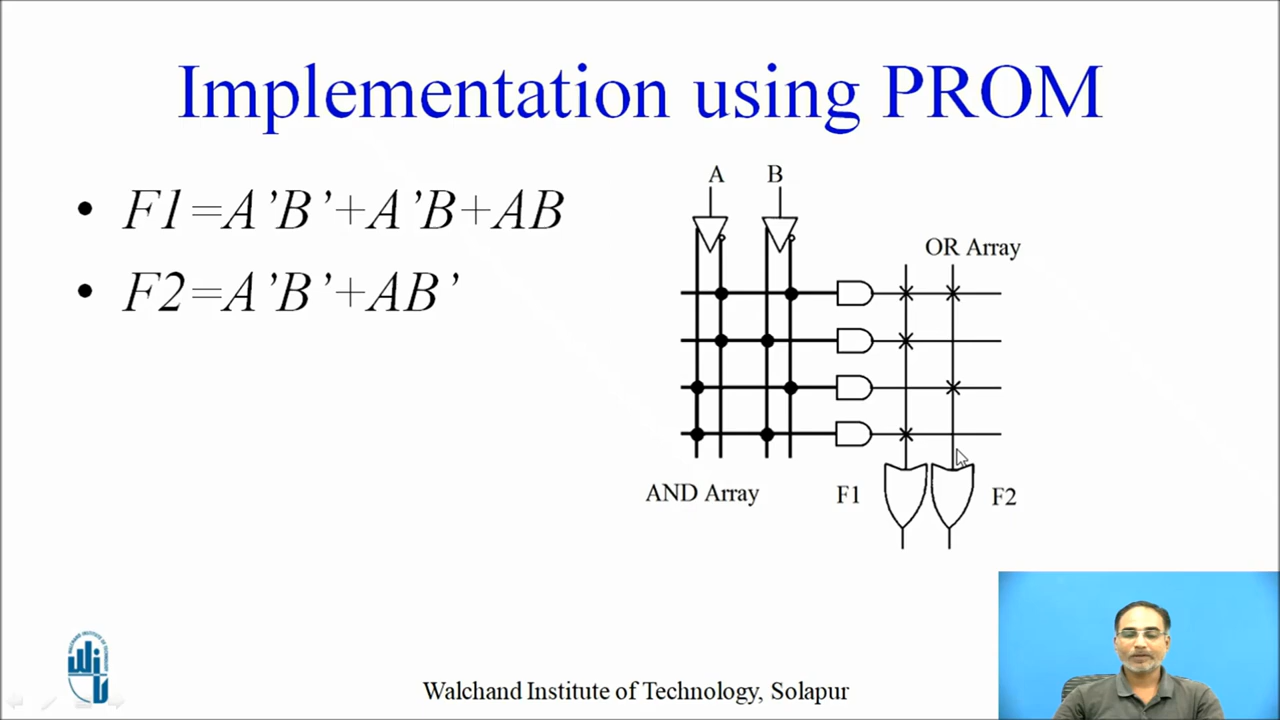 Implementation using PROM
• F1=A’B’+A’B+AB
• F2=A’B’+AB’
A B
OR Array
AND Array
F1
F2
Walchand Institute of Technology, Solapur